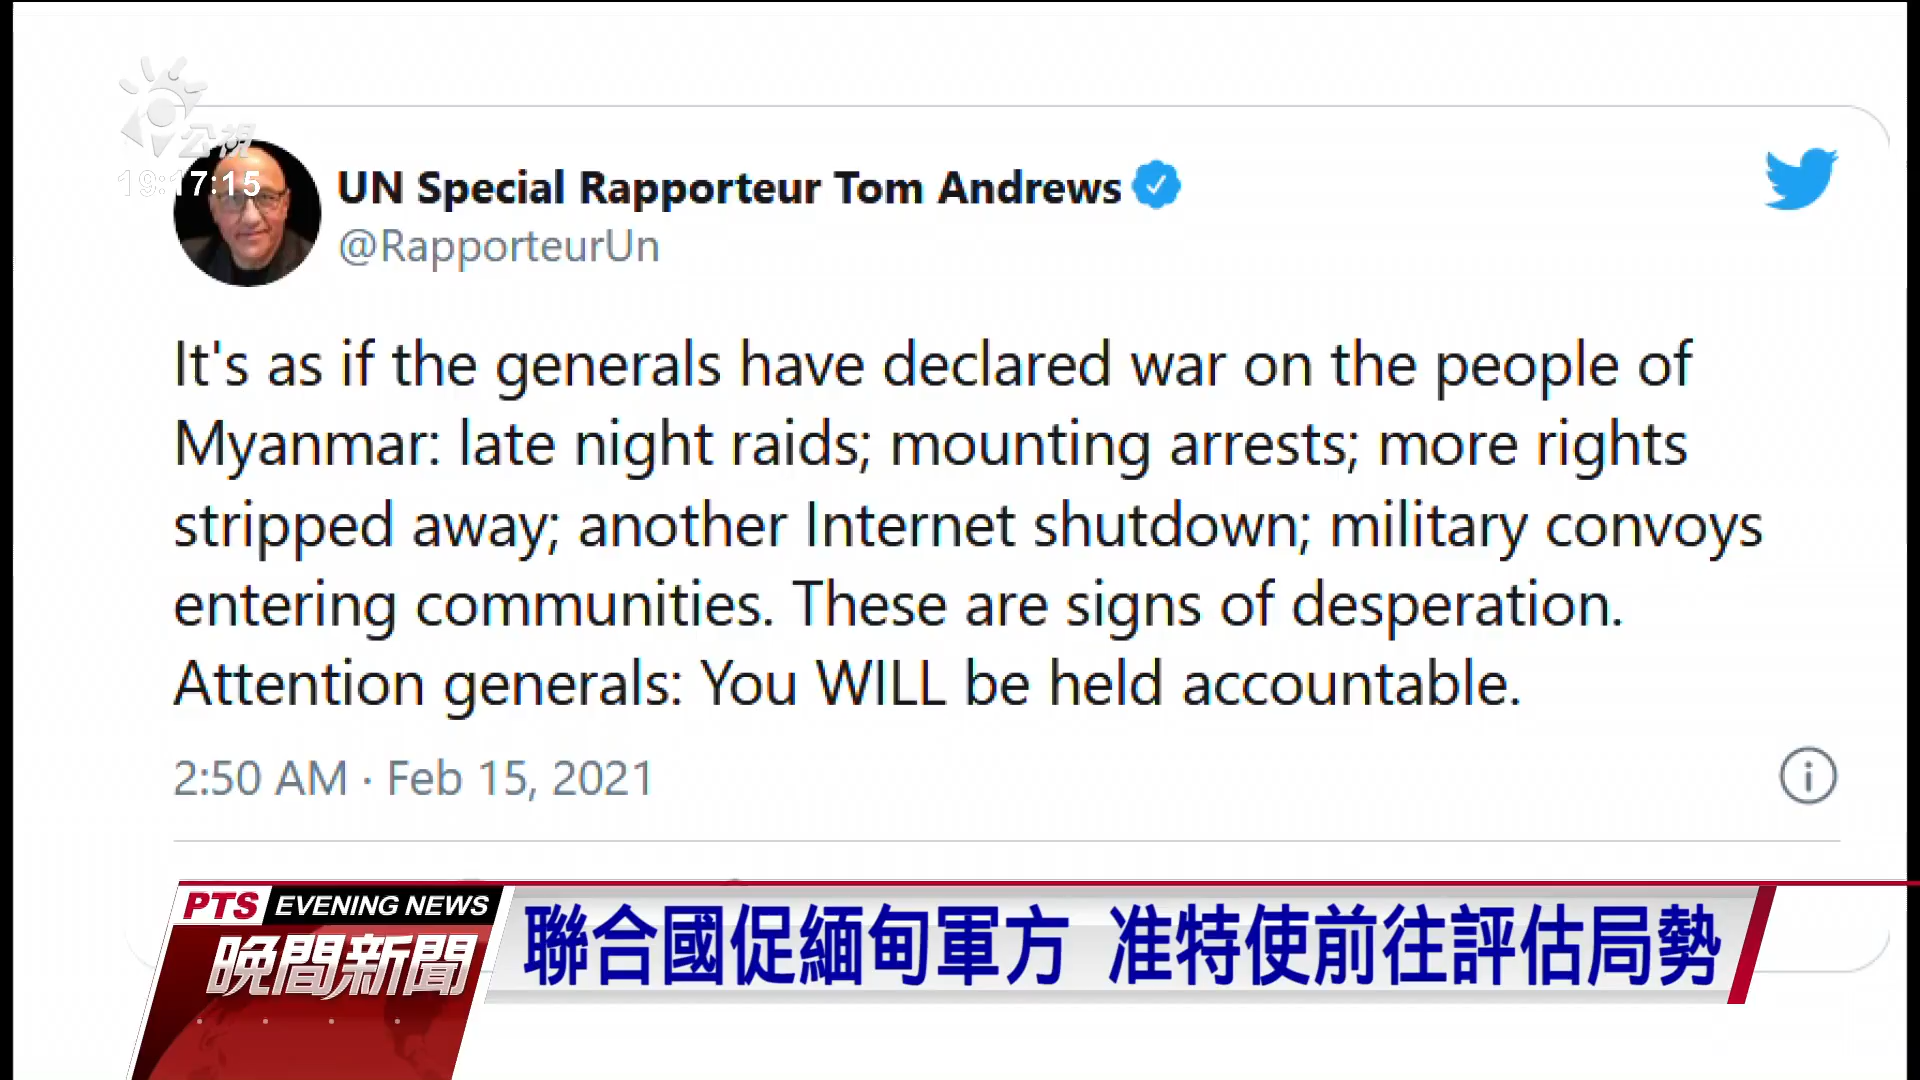 公視
19:17:15
UN Special Rapporteur Tom Andrews
@RapporteurUn
It's as if the generals have declared war on the people of
Myanmar: late night raids; mounting arrests; more rights
stripped away; another Internet shutdown; military convoys
entering communities. These are signs of desperation.
Attention generals: You WILL be held accountable.
2:50 AM · Feb 15, 2021
PTS EVENING NEWS
晚間新聞
聯合國促緬甸軍方 准特使前往評估局勢